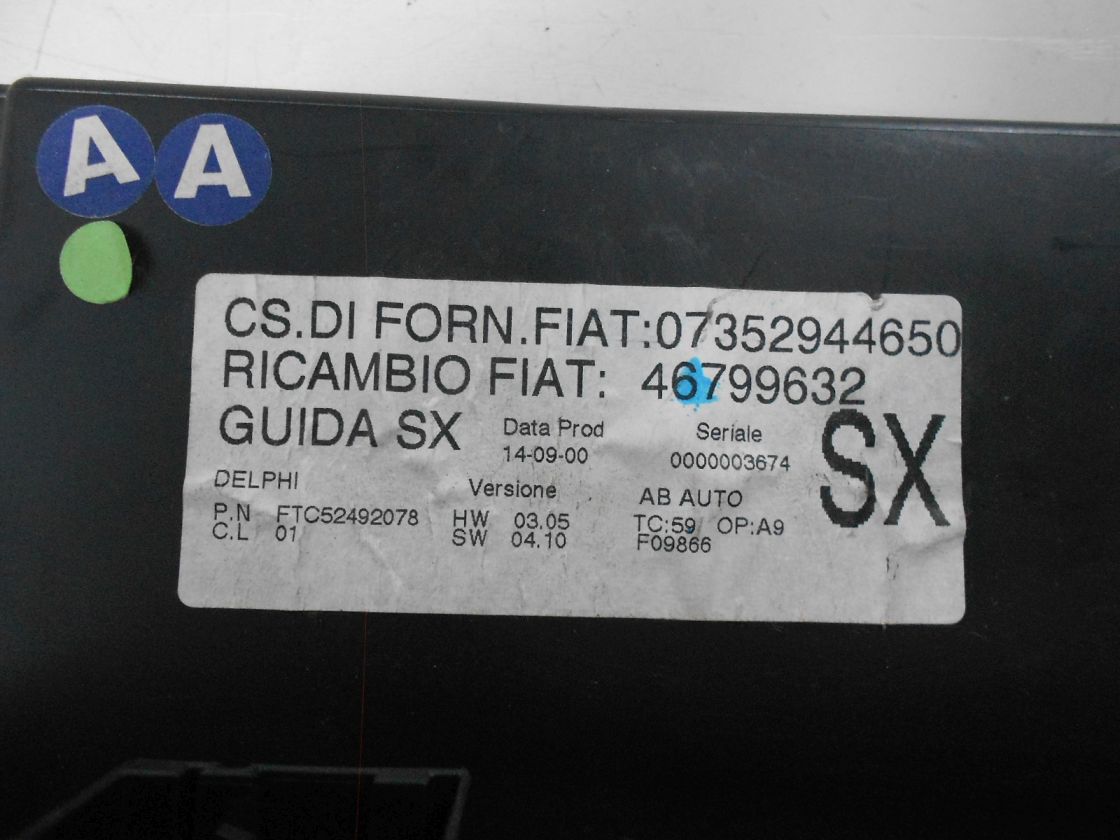 A A
CS.DI FORN.FIAT:07352944650
RICAMBIO FIAT: 46799632
GUIDA SX
Data Prod
14-09-00
Seriale
0000003674
SX
DELPHI
P.N FTC52492078
C.L 01
Versione
HW 03.05
SW 04.10
AB AUTO
TC:59 OP:A9
F09866